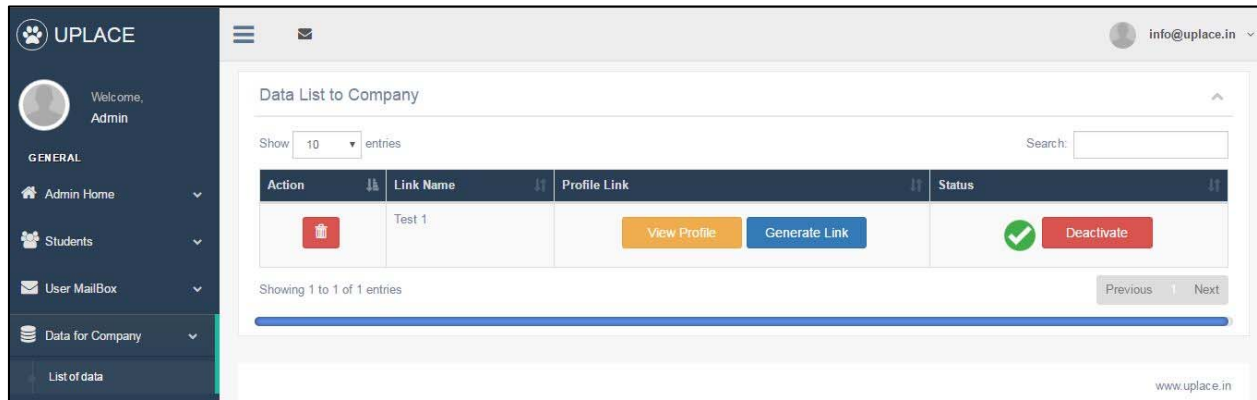 UPLACE
info@uplace.in
Welcome,
Admin
GENERAL
Admin Home
Students
User MailBox
Data for Company
List of data
Data List to Company
Show 10 entries
Search:
Action Link Name Profile Link Status
Test 1 View Profile Generate Link Deactivate
Showing 1 to 1 of 1 entries
Previous 1 Next
www.uplace.in